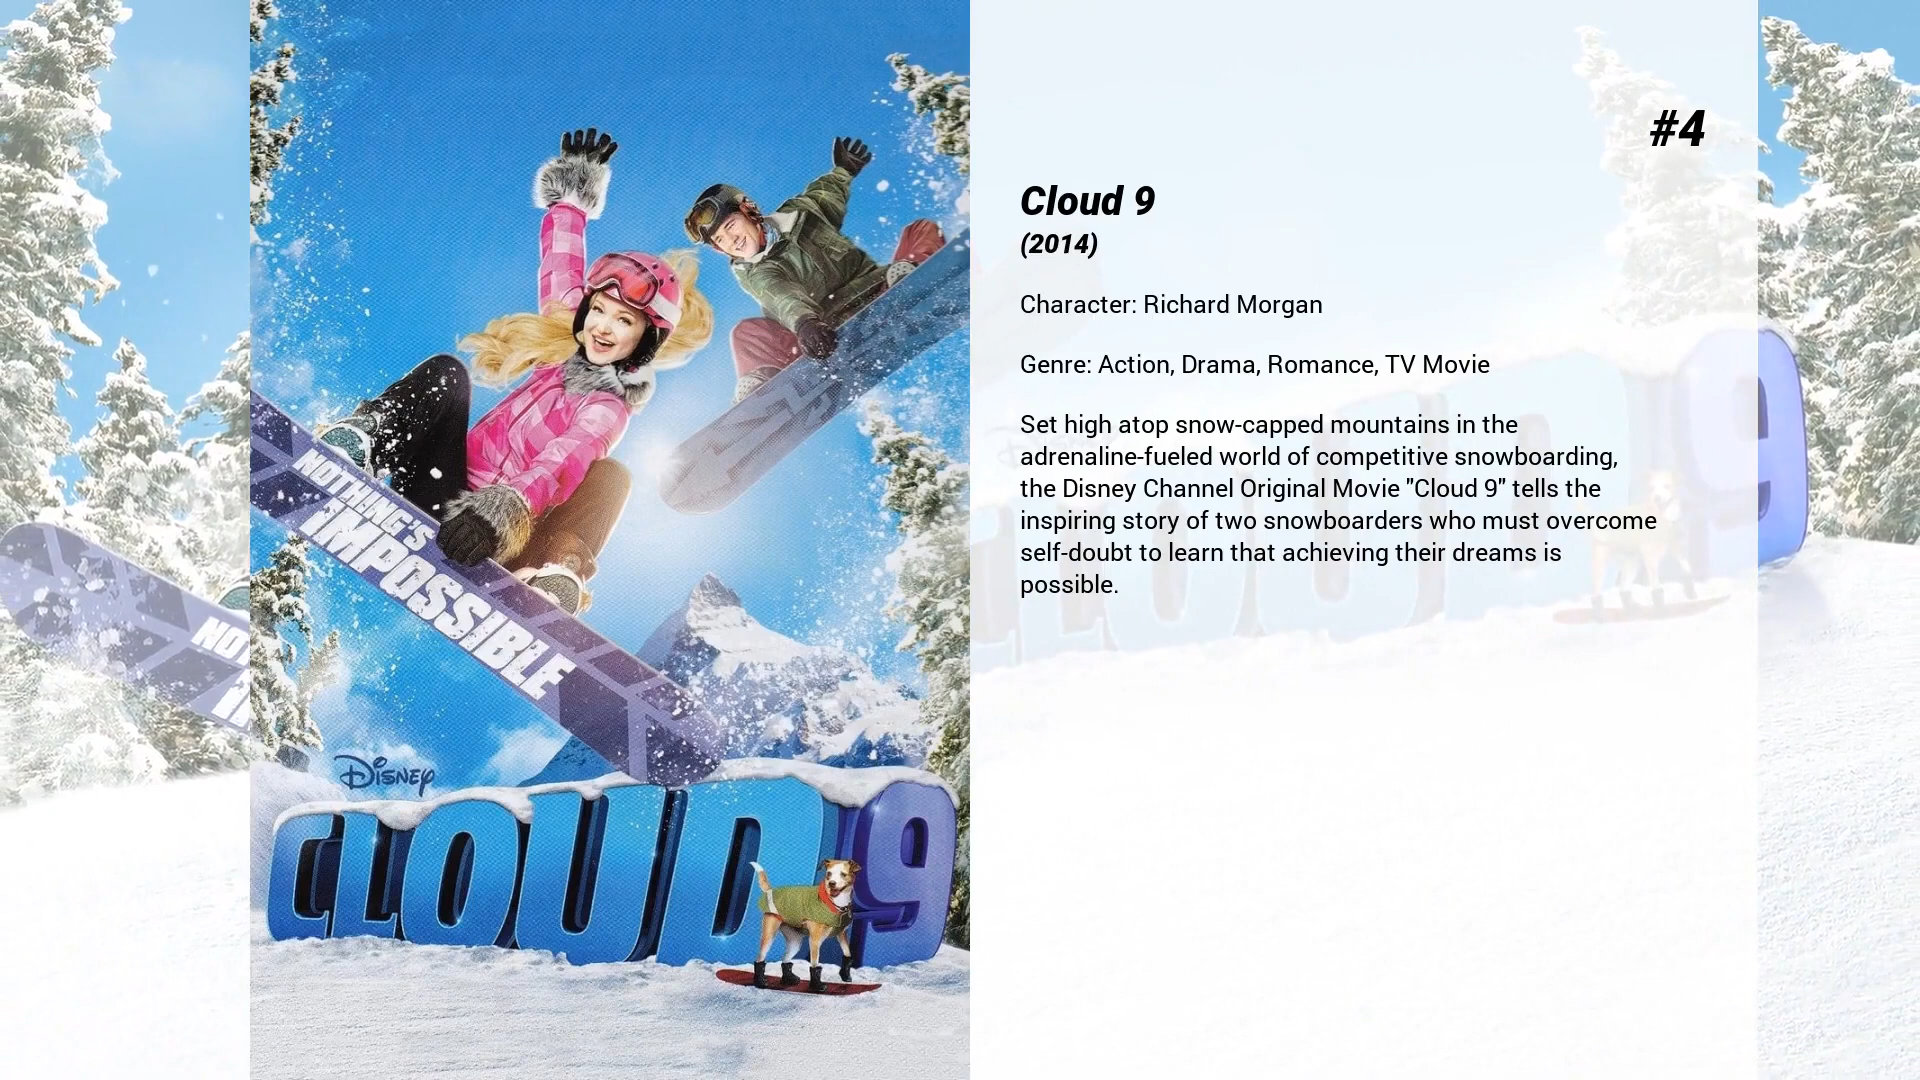 #4
Cloud 9
(2014)
Character: Richard Morgan
Genre: Action, Drama, Romance, TV Movie
Set high atop snow-capped mountains in the
adrenaline-fueled world of competitive snowboarding,
the Disney Channel Original Movie "Cloud 9" tells the
inspiring story of two snowboarders who must overcome
self-doubt to learn that achieving their dreams is
possible.
NOTHING'S
IMPOSSIBLE
Disney
CLOUD 9